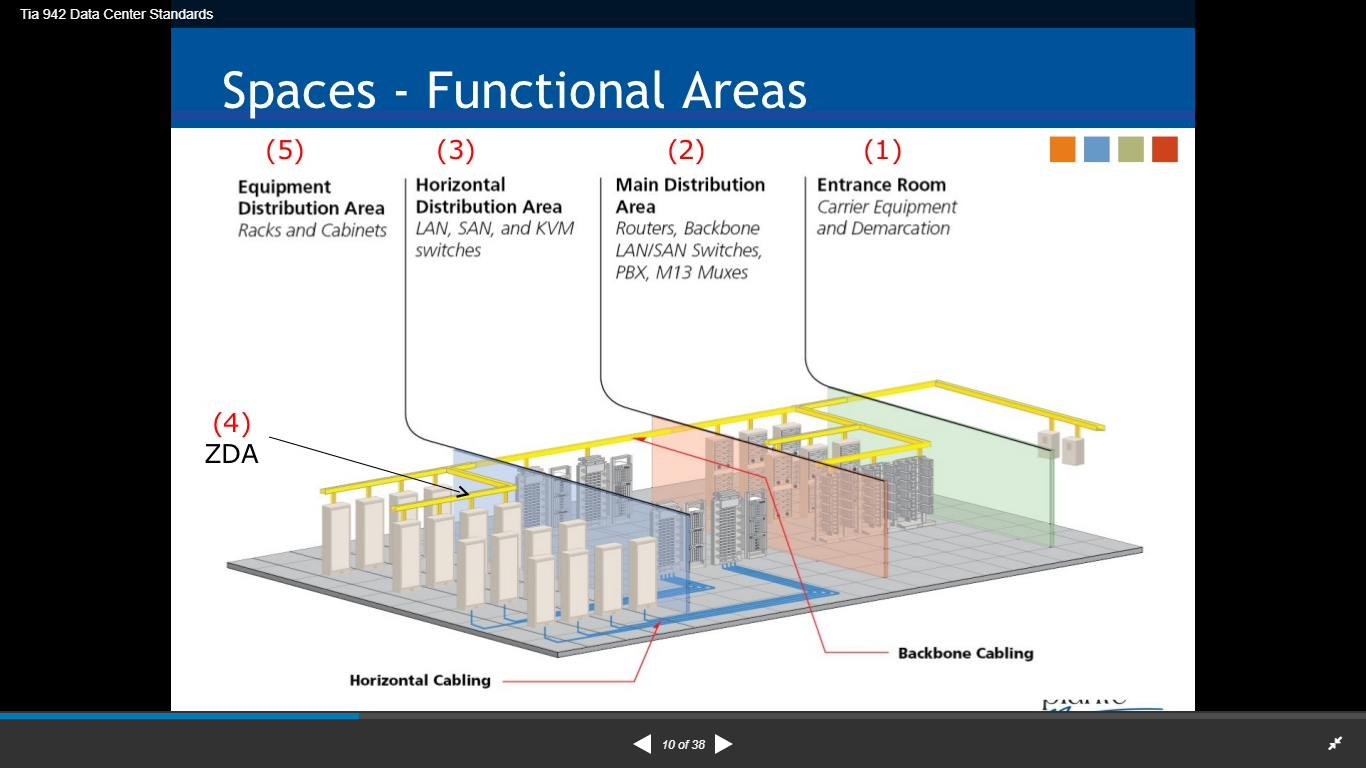 Tia 942 Data Center Standards
Spaces - Functional Areas
(5)
Equipment
Distribution Area
Racks and Cabinets
(3)
Horizontal
Distribution Area
LAN, SAN, and KVM
switches
(2)
Main Distribution
Area
Routers, Backbone
LAN/SAN Switches,
PBX, M13 Muxes
(1)
Entrance Room
Carrier Equipment
and Demarcation
(4)
ZDA
Backbone Cabling
Horizontal Cabling
10 of 38